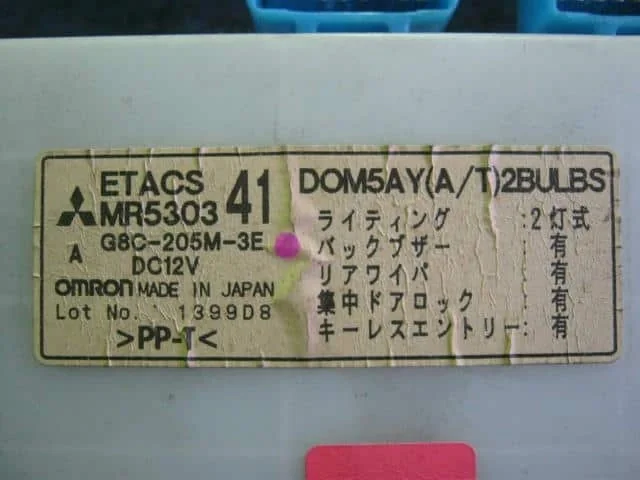 ETACS 41
MR5303
A G8C-205M-3E
DC12V
OMRON MADE IN JAPAN
Lot No. 1399D8
>PP-T<
DOM5AY(A/T)2BULBS
ライティング :2灯式
バックブザー :有
リアワイパ :有
集中ドアロック :有
キーレスエントリー:有